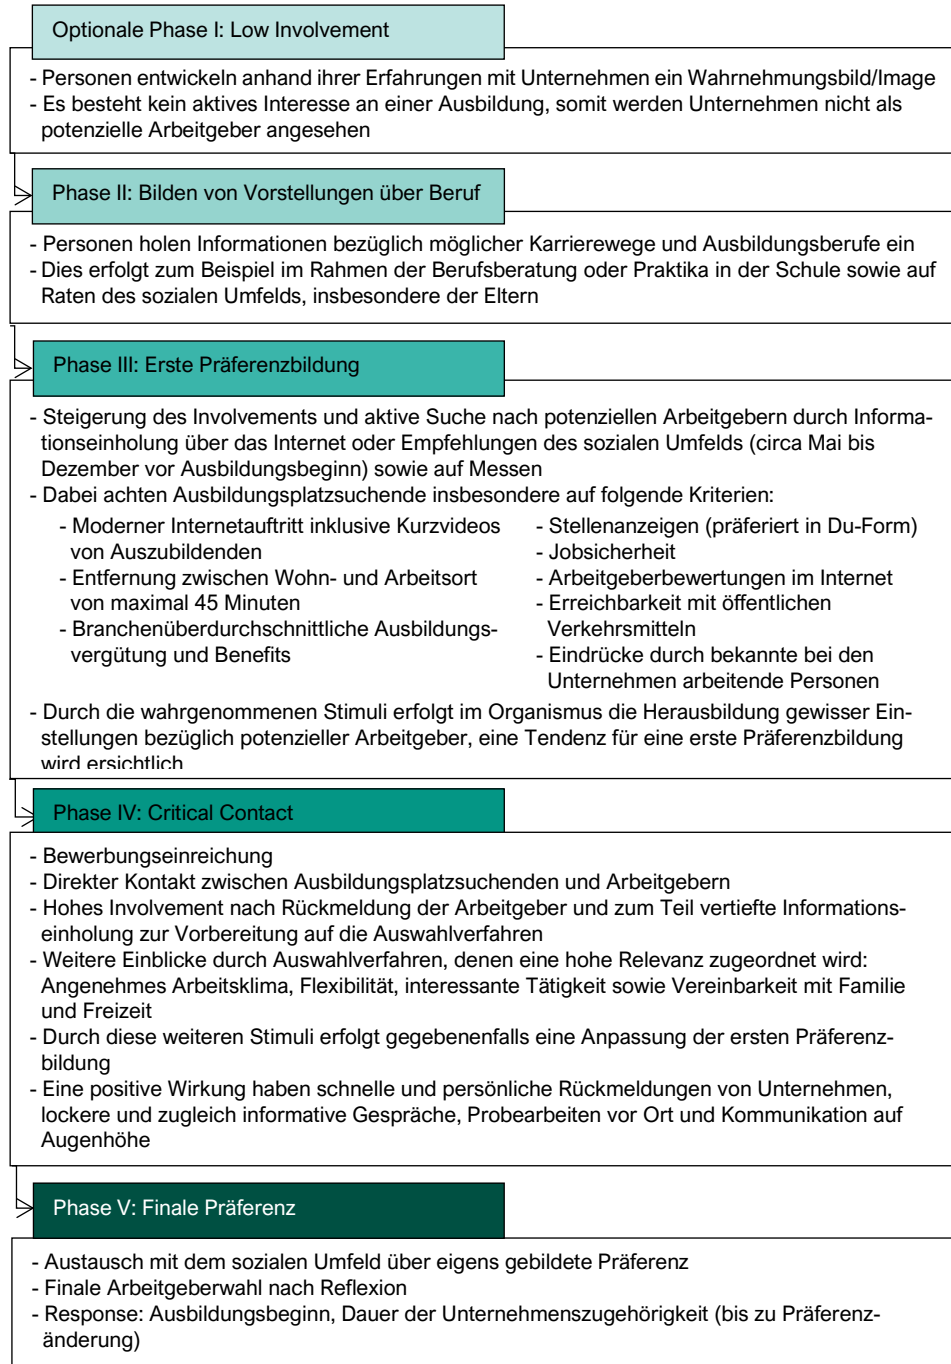 Optionale Phase I: Low Involvement
- Personen entwickeln anhand ihrer Erfahrungen mit Unternehmen ein Wahrnehmungsbild/Image
- Es besteht kein aktives Interesse an einer Ausbildung, somit werden Unternehmen nicht als
potenzielle Arbeitgeber angesehen
Phase II: Bilden von Vorstellungen über Beruf
- Personen holen Informationen bezüglich möglicher Karrierewege und Ausbildungsberufe ein
- Dies erfolgt zum Beispiel im Rahmen der Berufsberatung oder Praktika in der Schule sowie auf
Raten des sozialen Umfelds, insbesondere der Eltern
Phase III: Erste Präferenzbildung
- Steigerung des Involvements und aktive Suche nach potenziellen Arbeitgebern durch Informa-
tionseinholung über das Internet oder Empfehlungen des sozialen Umfelds (circa Mai bis
Dezember vor Ausbildungsbeginn) sowie auf Messen
- Dabei achten Ausbildungsplatzsuchende insbesondere auf folgende Kriterien:
- Moderner Internetauftritt inklusive Kurzvideos
von Auszubildenden
- Entfernung zwischen Wohn- und Arbeitsort
von maximal 45 Minuten
- Branchenüberdurchschnittliche Ausbildungs-
vergütung und Benefits
- Stellenanzeigen (präferiert in Du-Form)
- Jobsicherheit
- Arbeitgeberbewertungen im Internet
- Erreichbarkeit mit öffentlichen
Verkehrsmitteln
- Eindrücke durch bekannte bei den
Unternehmen arbeitende Personen
- Durch die wahrgenommenen Stimuli erfolgt im Organismus die Herausbildung gewisser Ein-
stellungen bezüglich potenzieller Arbeitgeber, eine Tendenz für eine erste Präferenzbildung
wird ersichtlich
Phase IV: Critical Contact
- Bewerbungseinreichung
- Direkter Kontakt zwischen Ausbildungsplatzsuchenden und Arbeitgebern
- Hohes Involvement nach Rückmeldung der Arbeitgeber und zum Teil vertiefte Informations-
einholung zur Vorbereitung auf die Auswahlverfahren
- Weitere Einblicke durch Auswahlverfahren, denen eine hohe Relevanz zugeordnet wird:
Angenehmes Arbeitsklima, Flexibilität, interessante Tätigkeit sowie Vereinbarkeit mit Familie
und Freizeit
- Durch diese weiteren Stimuli erfolgt gegebenenfalls eine Anpassung der ersten Präferenz-
bildung
- Eine positive Wirkung haben schnelle und persönliche Rückmeldungen von Unternehmen,
lockere und zugleich informative Gespräche, Probearbeiten vor Ort und Kommunikation auf
Augenhöhe
Phase V: Finale Präferenz
- Austausch mit dem sozialen Umfeld über eigens gebildete Präferenz
- Finale Arbeitgeberwahl nach Reflexion
- Response: Ausbildungsbeginn, Dauer der Unternehmenszugehörigkeit (bis zu Präferenz-
änderung)